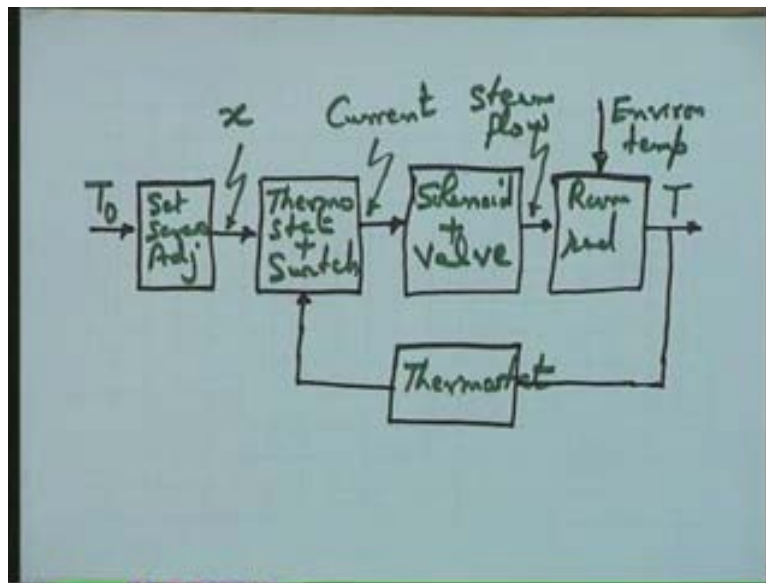 x
Current
Steam
flow
Environ
temp
T0
Set
Screw
Adj
Thermo
stat
+
Switch
Solenoid
+
Valve
Room
T
Thermostat